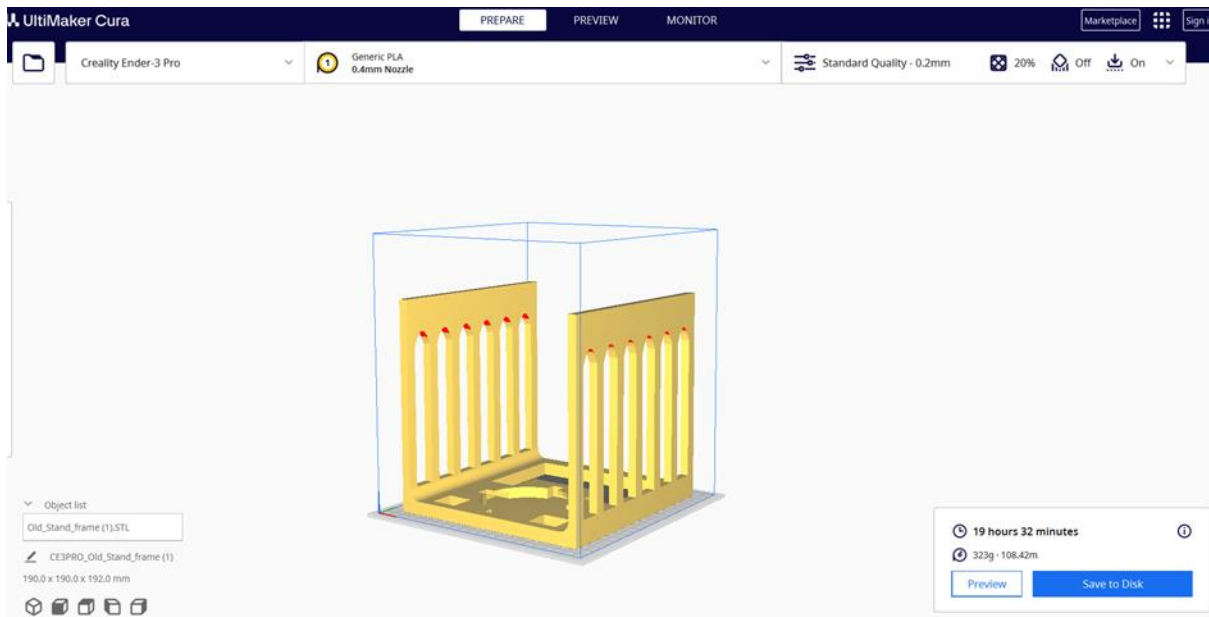 UltiMaker Cura
PREPARE
PREVIEW
MONITOR
Marketplace
Sign i
Creality Ender-3 Pro
1
Generic PLA
0.4mm Nozzle
Standard Quality - 0.2mm
20%
Off
On
Object list
Old_Stand_frame (1).STL
CE3PRO_Old_Stand_frame (1)
190.0 x 190.0 x 192.0 mm
19 hours 32 minutes
323g · 108.42m
Preview
Save to Disk